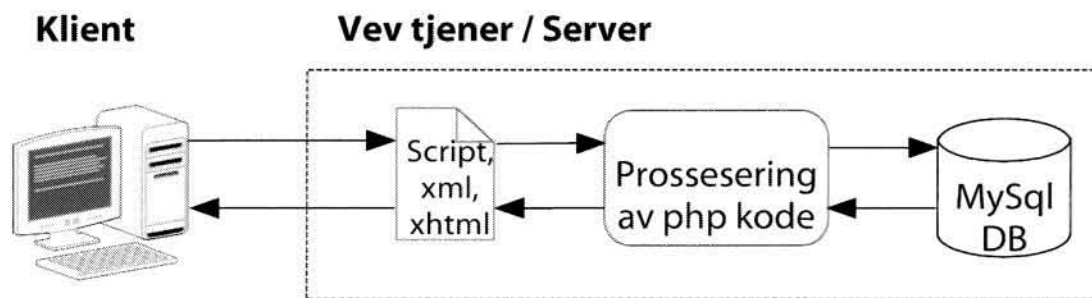 Klient
Vev tjener / Server
Script,
xml,
xhtml
Prossesering
av php kode
MySql
DB